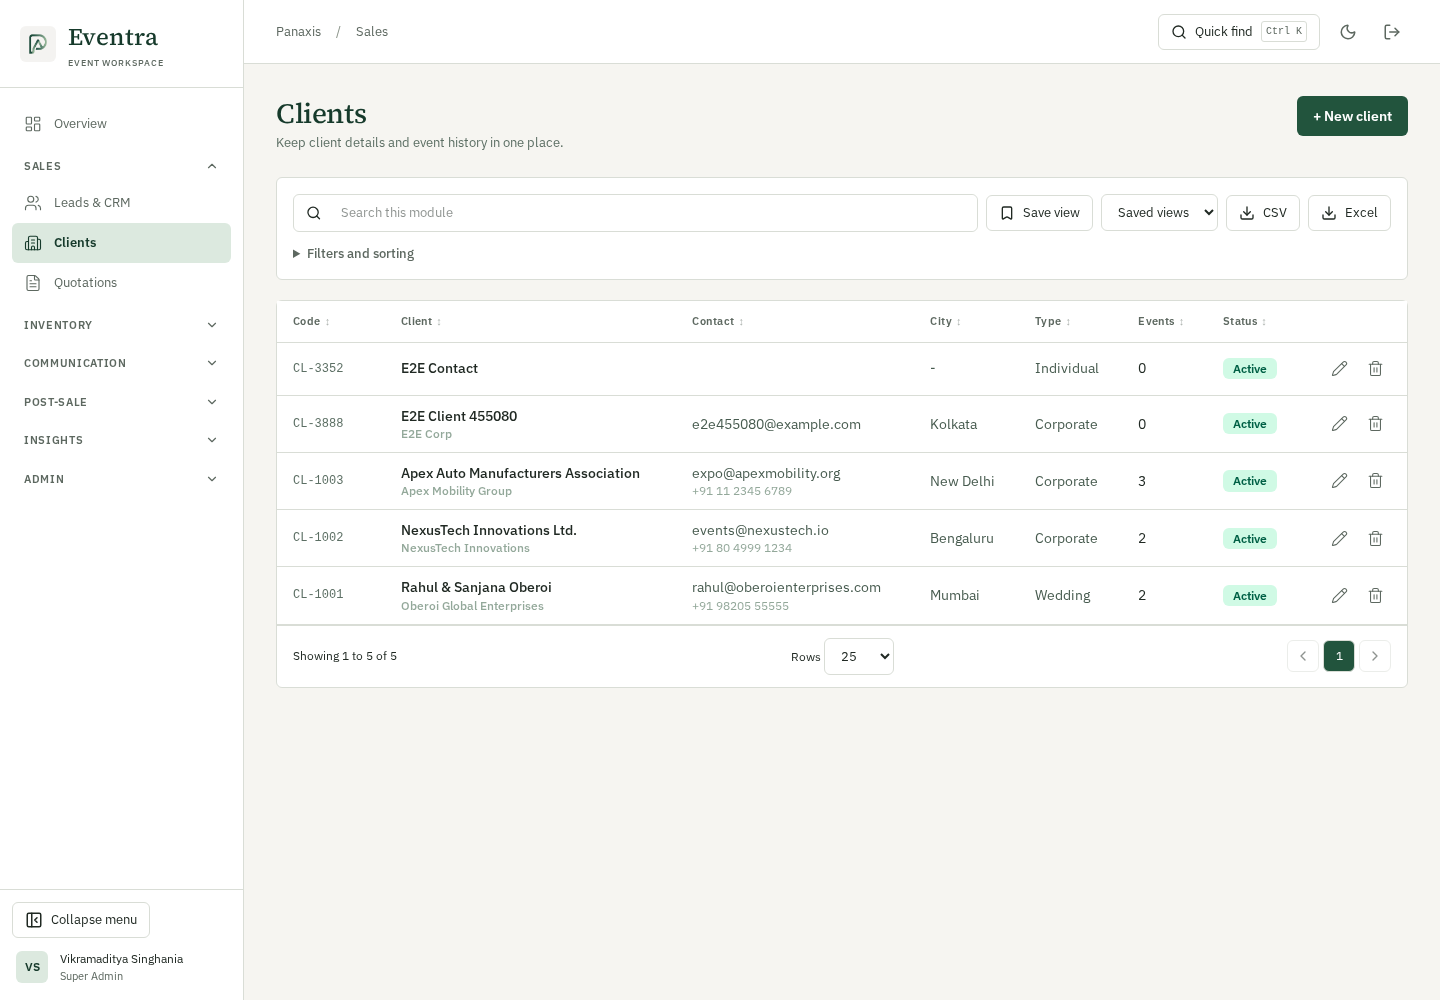 Eventra
EVENT WORKSPACE
Panaxis / Sales
Quick find Ctrl K
Overview
SALES
Leads & CRM
Clients
Quotations
INVENTORY
COMMUNICATION
POST-SALE
INSIGHTS
ADMIN
Collapse menu
VS
Vikramaditya Singhania
Super Admin
Clients
Keep client details and event history in one place.
+ New client
Search this module
Save view
Saved views
CSV
Excel
Filters and sorting
Code ↕ Client ↕ Contact ↕ City ↕ Type ↕ Events ↕ Status ↕
CL-3352 E2E Contact - Individual 0 Active
CL-3888 E2E Client 455080 e2e455080@example.com Kolkata Corporate 0 Active
E2E Corp
CL-1003 Apex Auto Manufacturers Association expo@apexmobility.org New Delhi Corporate 3 Active
Apex Mobility Group +91 11 2345 6789
CL-1002 NexusTech Innovations Ltd. events@nexustech.io Bengaluru Corporate 2 Active
NexusTech Innovations +91 80 4999 1234
CL-1001 Rahul & Sanjana Oberoi rahul@oberoienterprises.com Mumbai Wedding 2 Active
Oberoi Global Enterprises +91 98205 55555
Showing 1 to 5 of 5
Rows 25
1